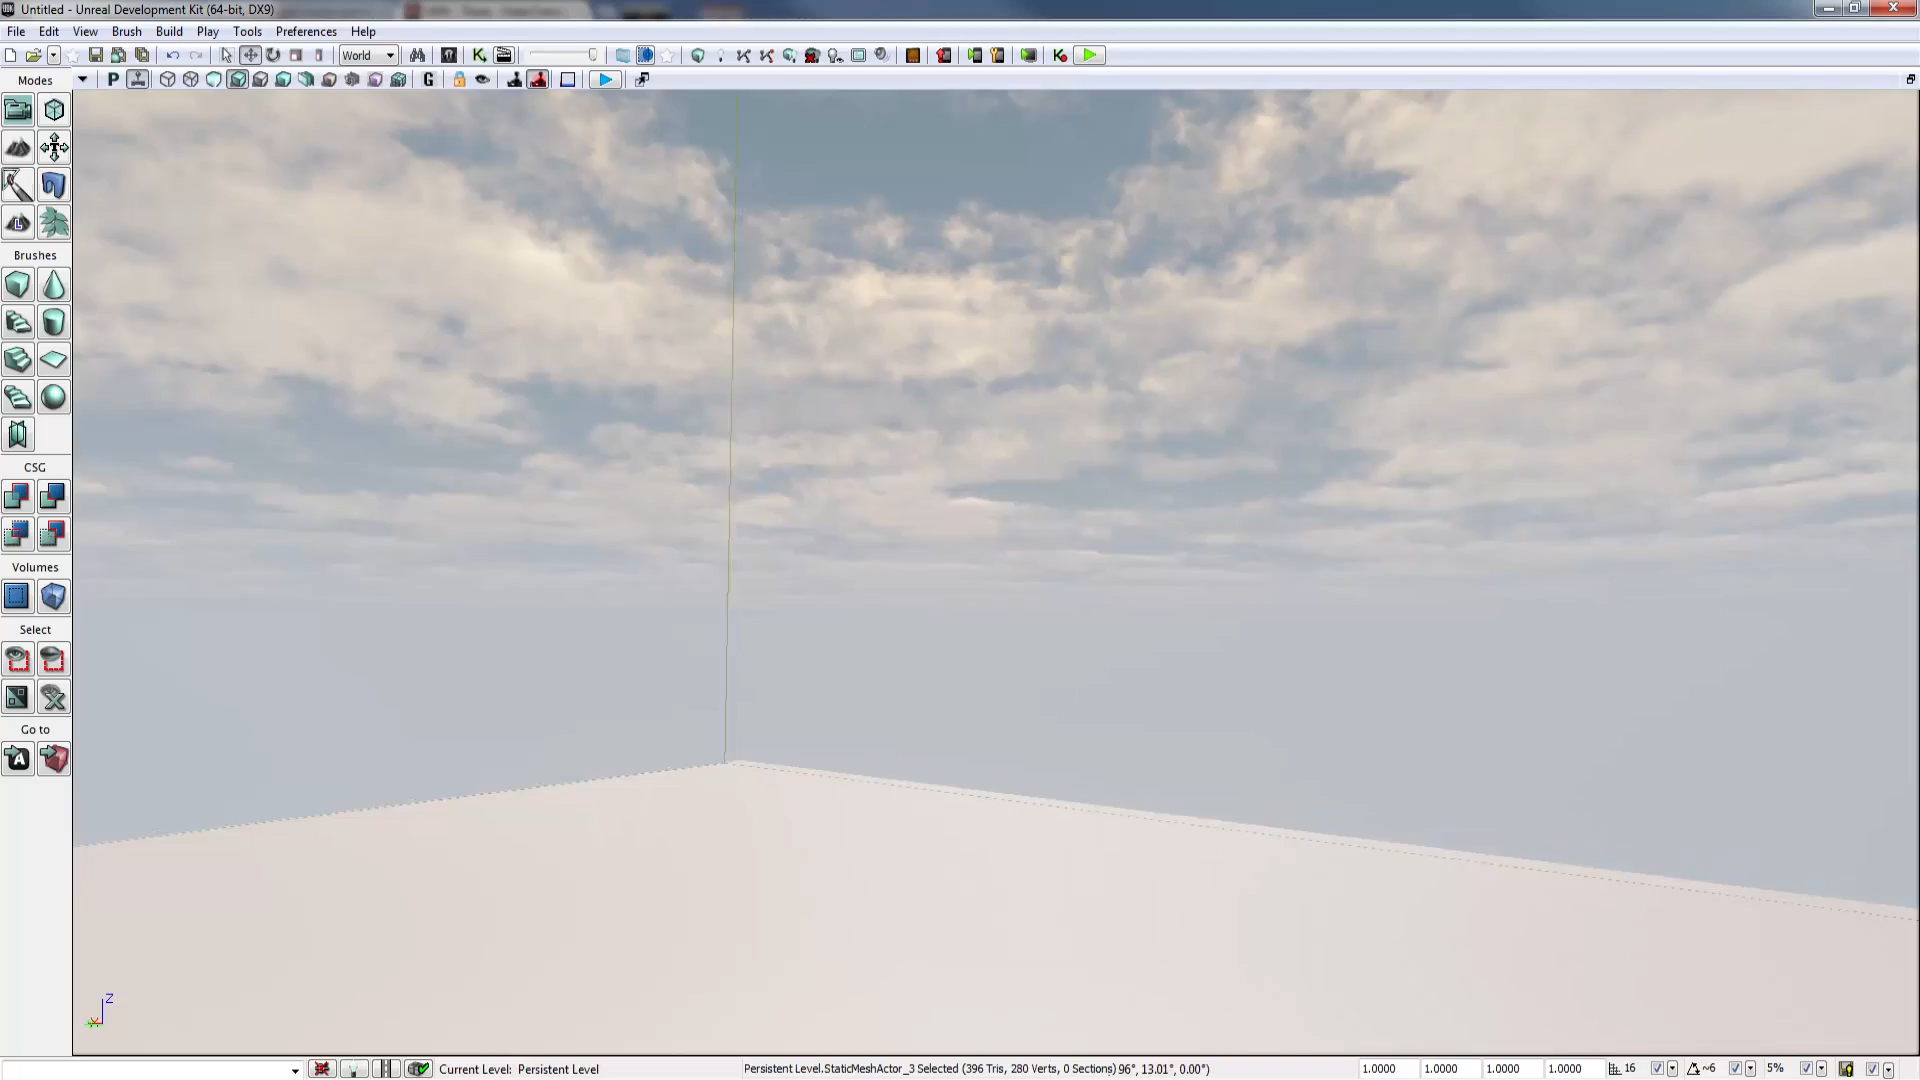 Untitled - Unreal Development Kit (64-bit, DX9)
File Edit View Brush Build Play Tools Preferences Help
World
Modes
P
G
Brushes
CSG
Volumes
Select
Go to
Z
Current Level: Persistent Level
Persistent Level.StaticMeshActor_3 Selected (396 Tris, 280 Verts, 0 Sections) 96°, 13.01°, 0.00°)
1.0000 1.0000 1.0000 1.0000 16 ~6 5%